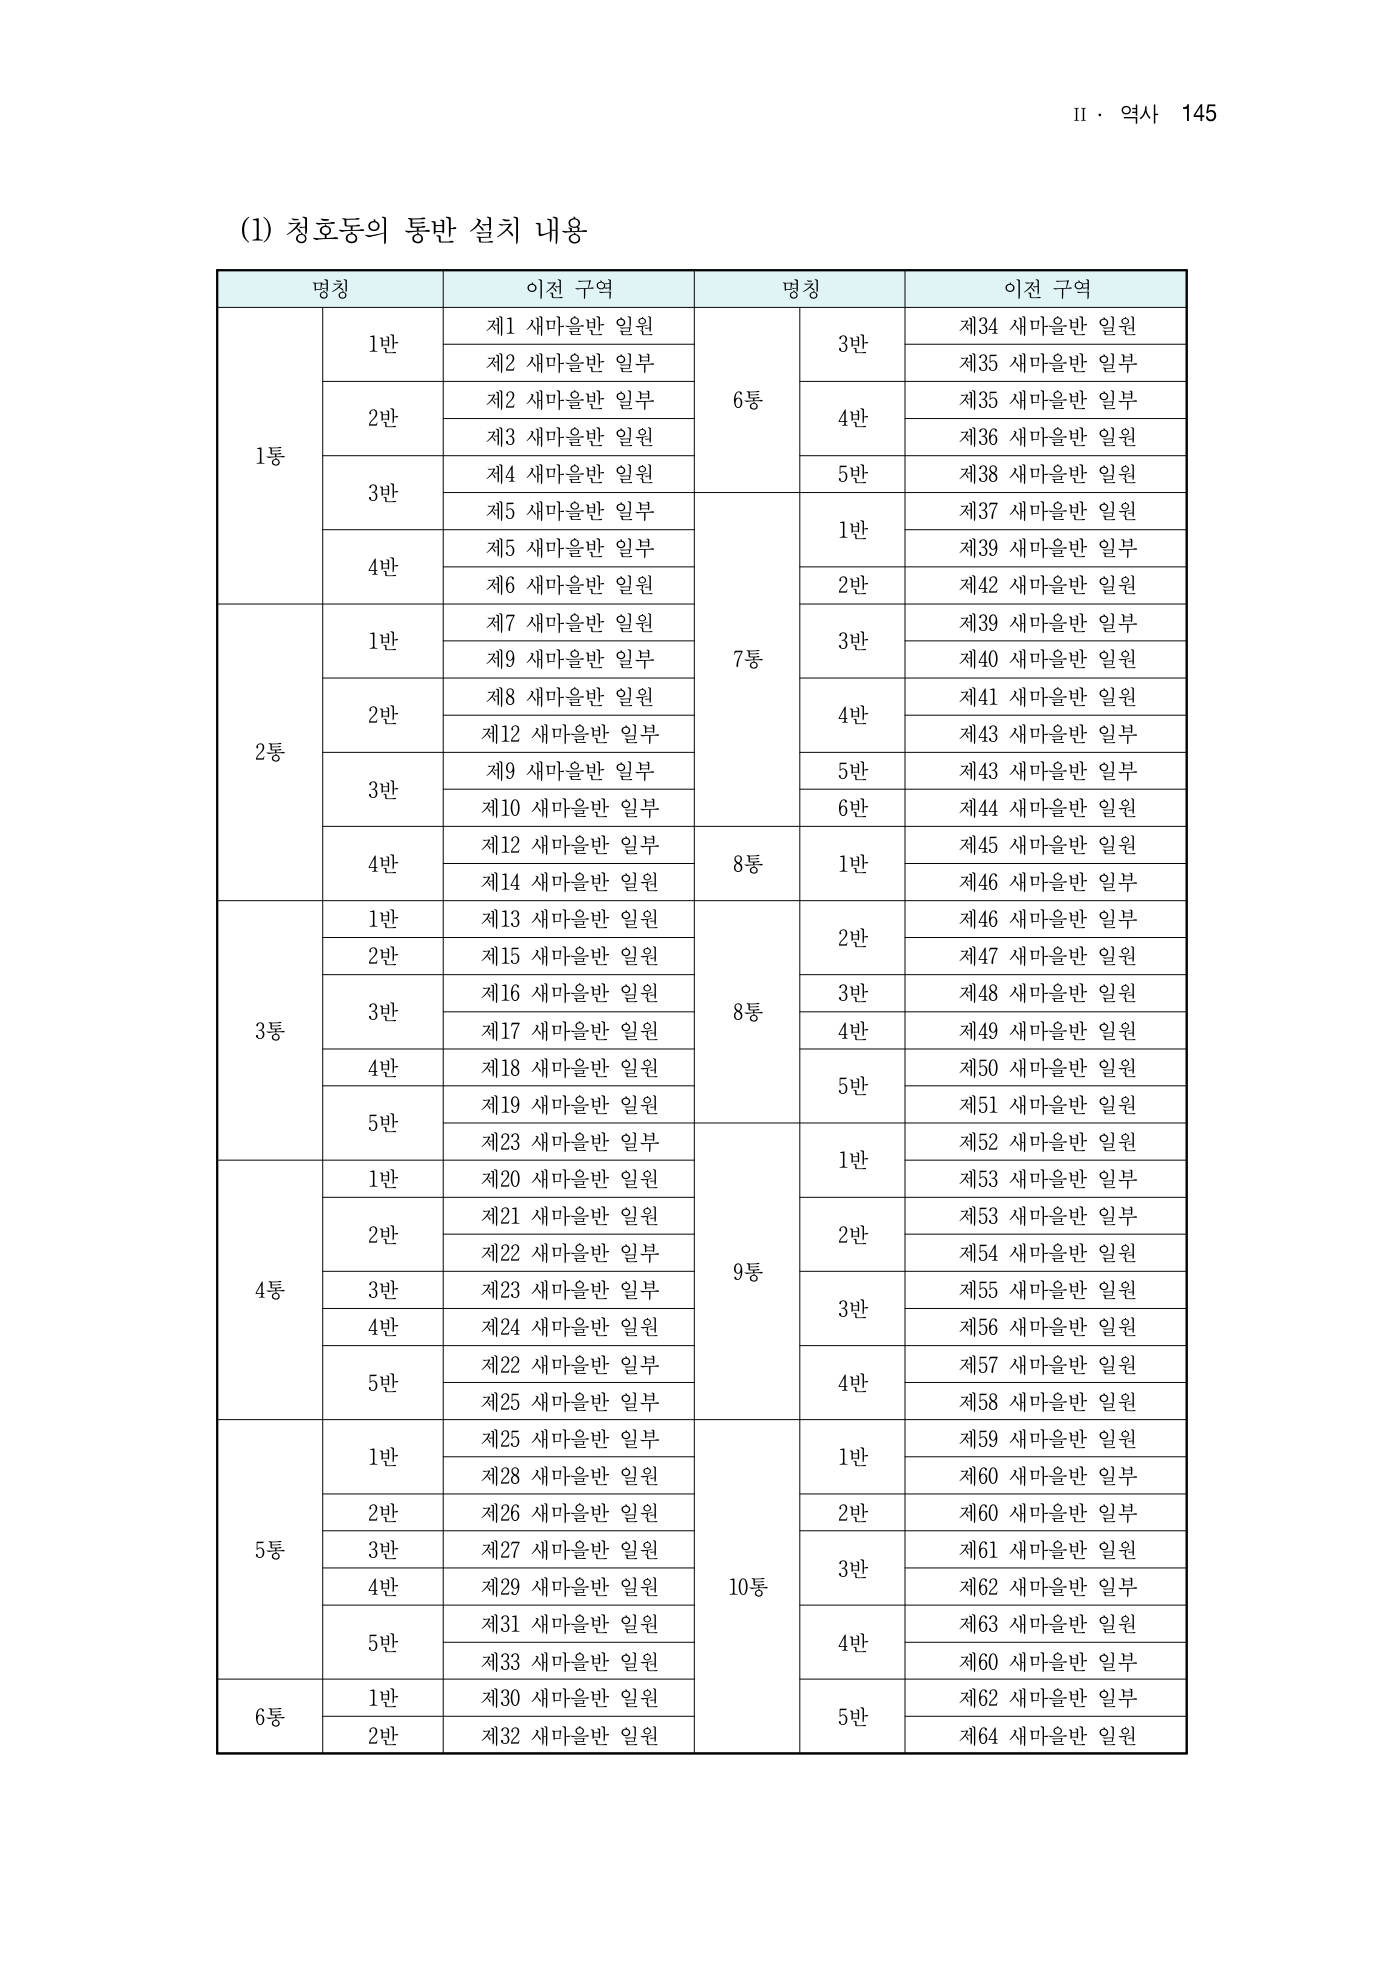 II · 역사 145
(1) 청호동의 통반 설치 내용
명칭 이전 구역 명칭 이전 구역
1통 1반 제1 새마을반 일원 6통 3반 제34 새마을반 일원
제2 새마을반 일부 제35 새마을반 일부
2반 제2 새마을반 일부 4반 제35 새마을반 일부
제3 새마을반 일원 제36 새마을반 일원
3반 제4 새마을반 일원 5반 제38 새마을반 일원
제5 새마을반 일부 7통 1반 제37 새마을반 일원
4반 제5 새마을반 일부 제39 새마을반 일부
제6 새마을반 일원 2반 제42 새마을반 일원
2통 1반 제7 새마을반 일원 3반 제39 새마을반 일부
제9 새마을반 일부 제40 새마을반 일원
2반 제8 새마을반 일원 4반 제41 새마을반 일원
제12 새마을반 일부 제43 새마을반 일부
3반 제9 새마을반 일부 5반 제43 새마을반 일부
제10 새마을반 일부 6반 제44 새마을반 일원
4반 제12 새마을반 일부 8통 1반 제45 새마을반 일원
제14 새마을반 일원 제46 새마을반 일부
3통 1반 제13 새마을반 일원 8통 2반 제46 새마을반 일부
2반 제15 새마을반 일원 제47 새마을반 일원
3반 제16 새마을반 일원 3반 제48 새마을반 일원
제17 새마을반 일원 4반 제49 새마을반 일원
4반 제18 새마을반 일원 5반 제50 새마을반 일원
5반 제19 새마을반 일원 제51 새마을반 일원
제23 새마을반 일부 9통 1반 제52 새마을반 일원
4통 1반 제20 새마을반 일원 제53 새마을반 일부
2반 제21 새마을반 일원 2반 제53 새마을반 일부
제22 새마을반 일부 제54 새마을반 일원
3반 제23 새마을반 일부 3반 제55 새마을반 일원
4반 제24 새마을반 일원 제56 새마을반 일원
5반 제22 새마을반 일부 4반 제57 새마을반 일원
제25 새마을반 일부 제58 새마을반 일원
5통 1반 제25 새마을반 일부 10통 1반 제59 새마을반 일원
제28 새마을반 일원 제60 새마을반 일부
2반 제26 새마을반 일원 2반 제60 새마을반 일부
3반 제27 새마을반 일원 3반 제61 새마을반 일원
4반 제29 새마을반 일원 제62 새마을반 일부
5반 제31 새마을반 일원 4반 제63 새마을반 일원
제33 새마을반 일원 제60 새마을반 일부
6통 1반 제30 새마을반 일원 5반 제62 새마을반 일부
2반 제32 새마을반 일원 제64 새마을반 일원